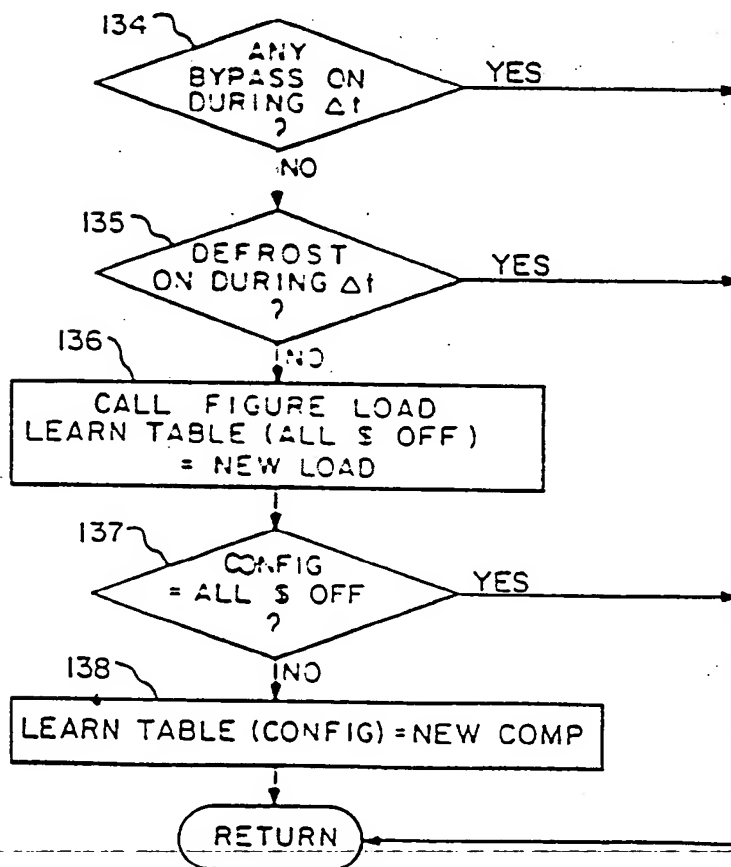 134
ANY
BYPASS ON
DURING Δt
?
YES
NO
135
DEFROST
ON DURING Δt
?
YES
NO
136
CALL FIGURE LOAD
LEARN TABLE (ALL $ OFF)
= NEW LOAD
137
CONFIG
= ALL $ OFF
?
YES
NO
138
LEARN TABLE (CONFIG) = NEW COMP
RETURN